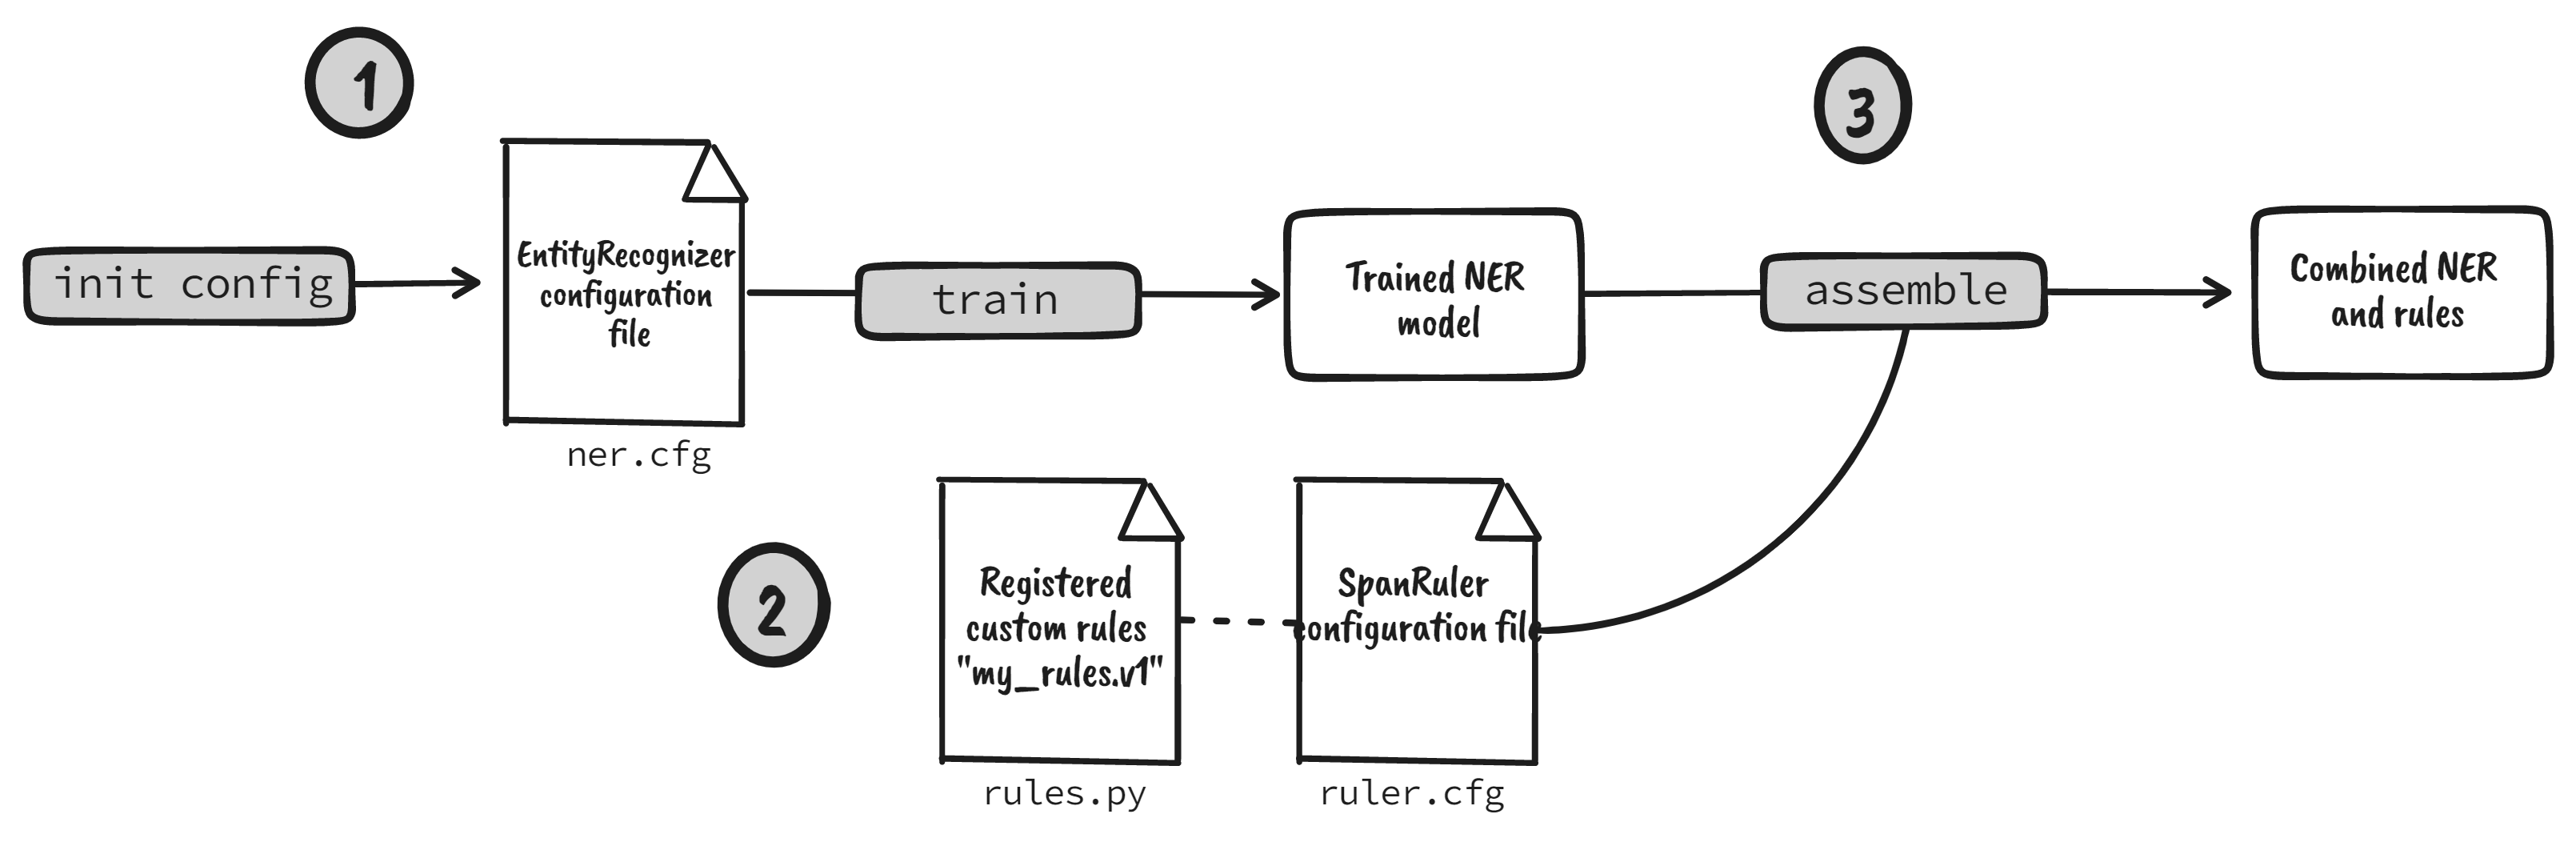 1
init config
EntityRecognizer
configuration
file
ner.cfg
train
Trained NER
model
2
Registered
custom rules
"my_rules.v1"
rules.py
SpanRuler
configuration file
ruler.cfg
3
assemble
Combined NER
and rules